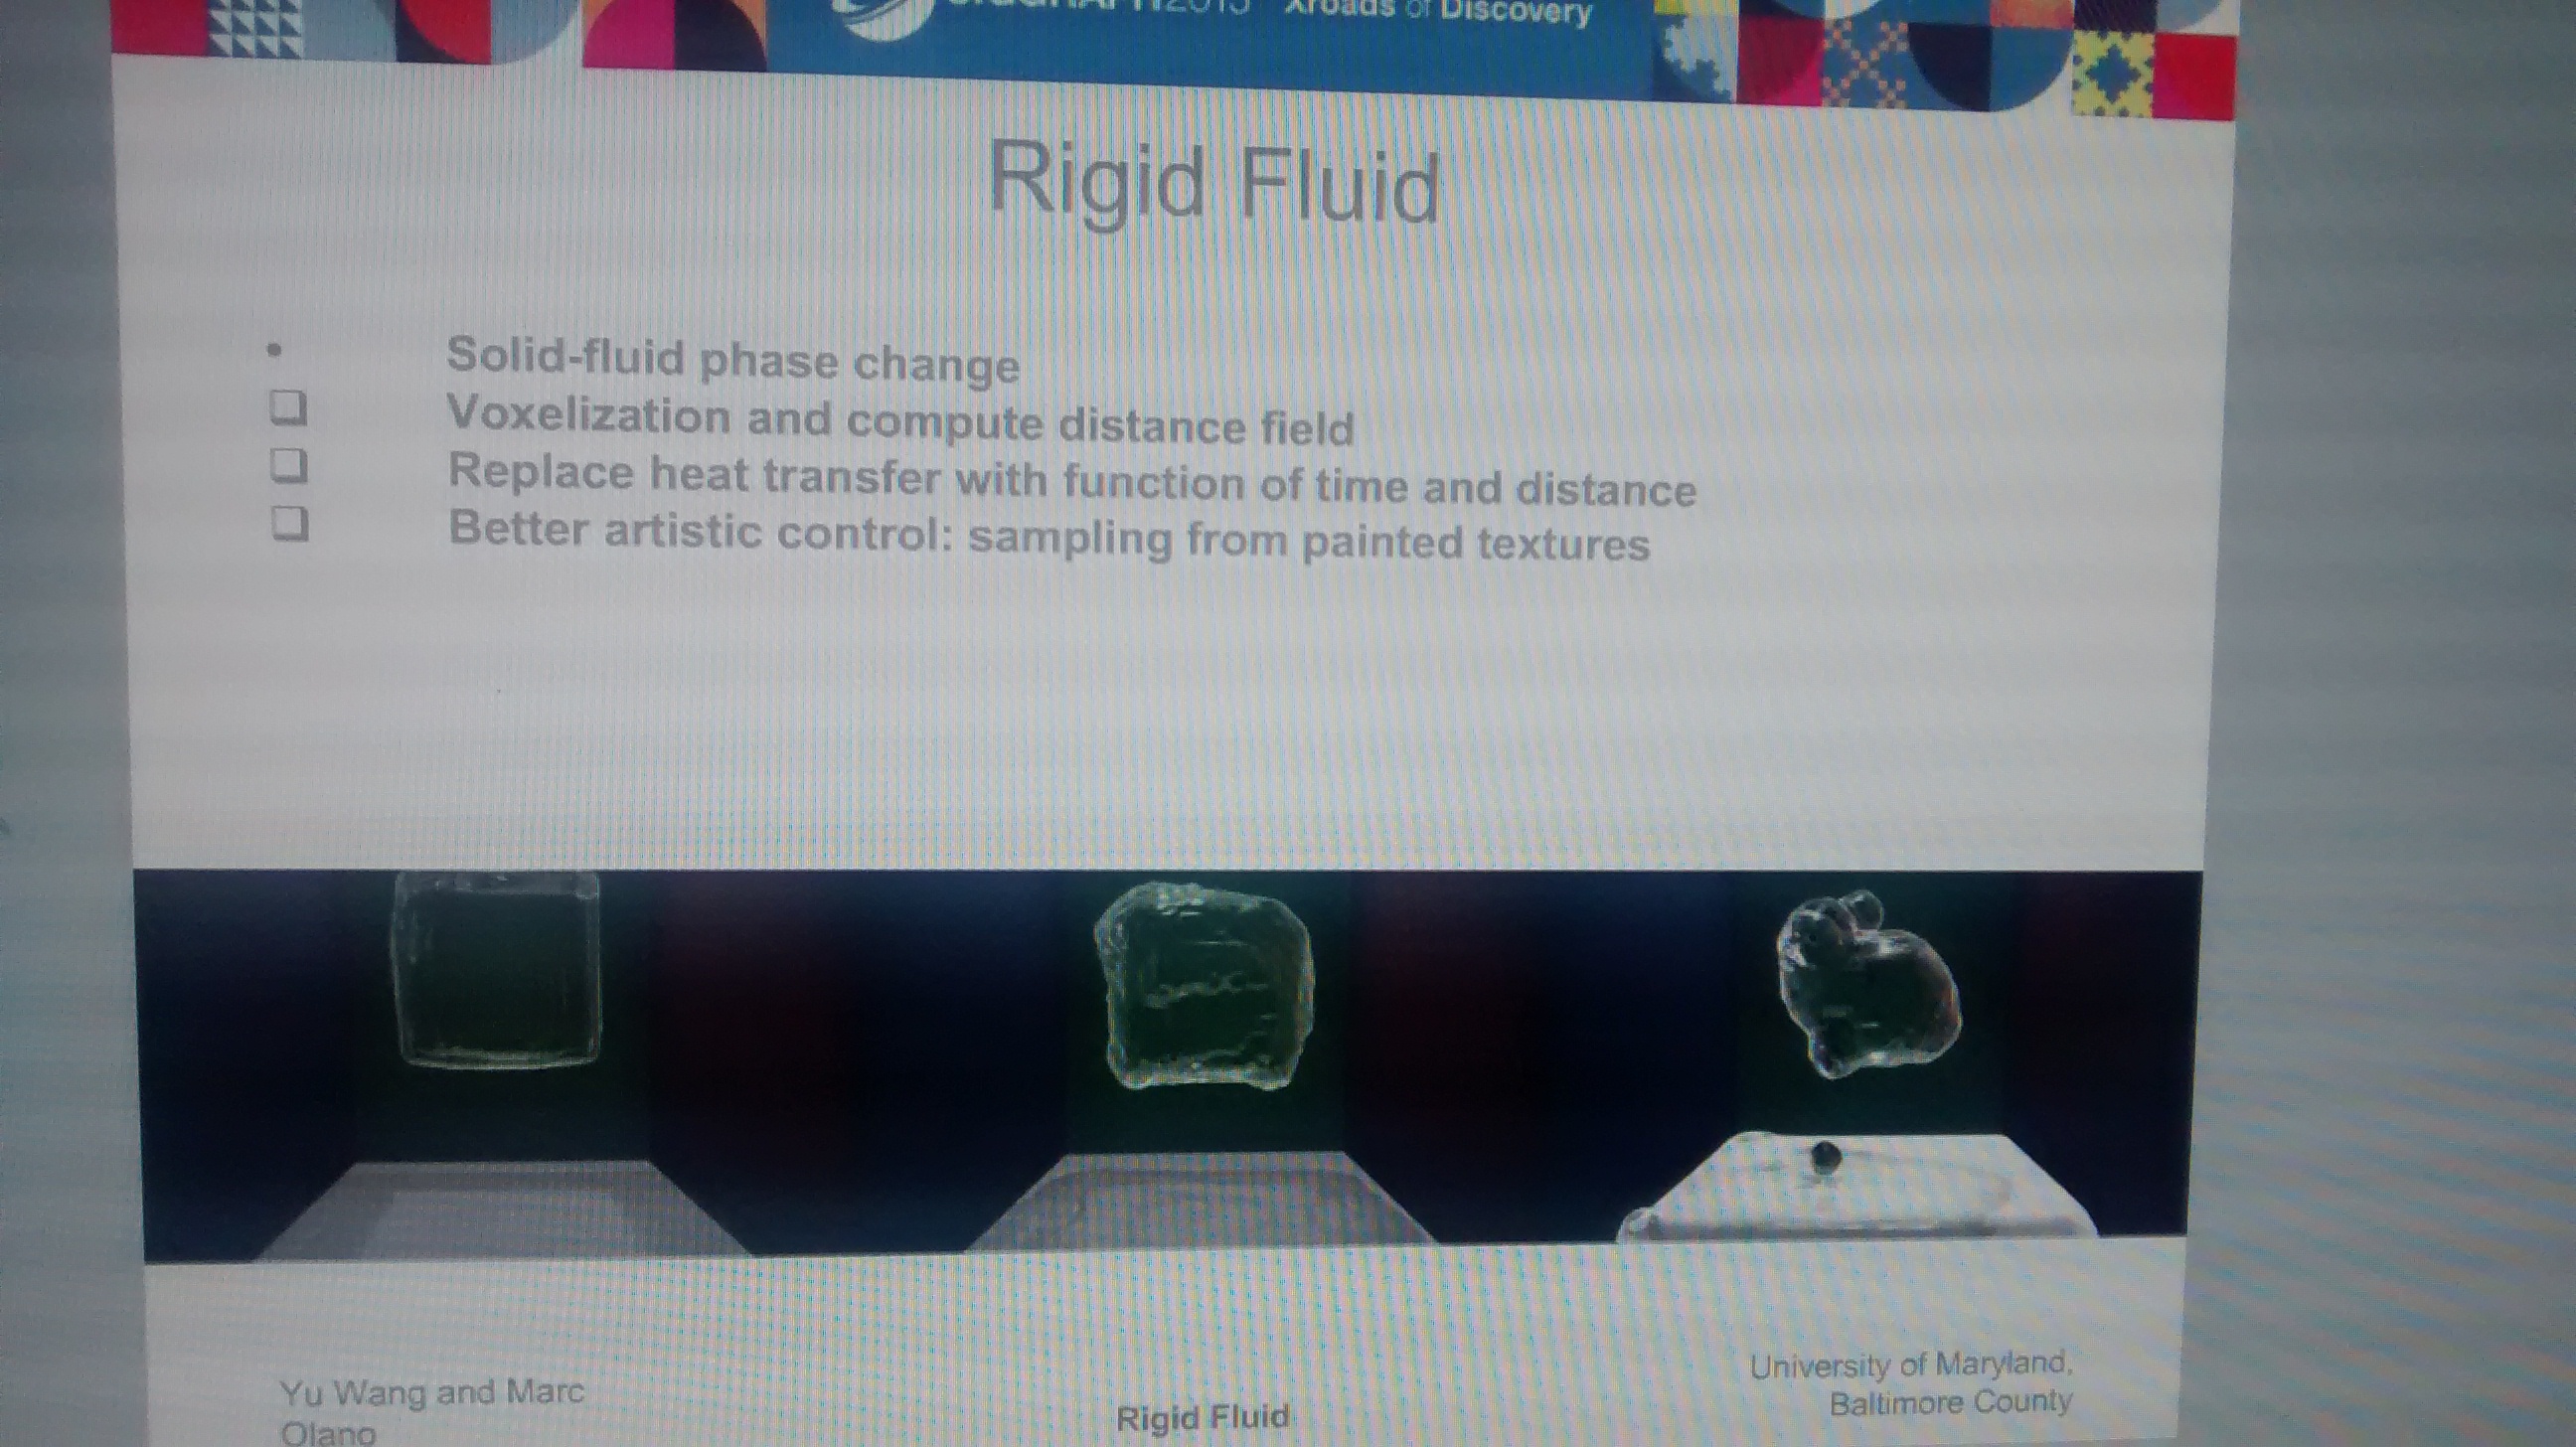 Xroads of Discovery
Rigid Fluid
• Solid-fluid phase change
❑ Voxelization and compute distance field
❑ Replace heat transfer with function of time and distance
❑ Better artistic control: sampling from painted textures
Yu Wang and Marc
Olano
Rigid Fluid
University of Maryland,
Baltimore County